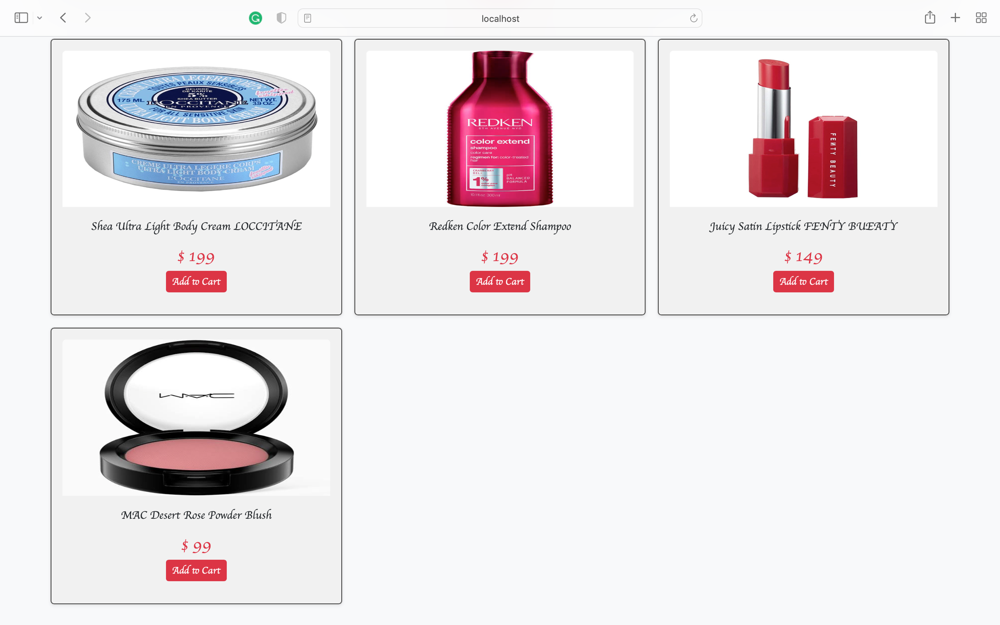 localhost
CREME ULTRA LEGERE CORPS
TOUTES PEAUX SENSIBLES
BEURRE
DE KARITE
5%
SHEA BUTTER
175 ML
L'OCCITANE
EN PROVENCE
NET WT.
3.9 OZ.
fouettée
whipped
FOR ALL SENSITIVE SKIN
ULTRA LIGHT BODY CREAM
CREME ULTRA LEGERE CORPS
ULTRA LIGHT BODY CREAM
fouettée
whipped
L'OCCITANE
EN PROVENCE
REDKEN
5TH AVENUE NYC
color extend
shampoo
color care
regimen for: color-treated
hair
CRANBERRY
OIL+
1%
color care
complex
pH
BALANCED
FORMULA
10.1 fl oz 300 ml
FENTY BEAUTY
Shea Ultra Light Body Cream LOCCITANE
Redken Color Extend Shampoo
Juicy Satin Lipstick FENTY BUEATY
$ 199
$ 199
$ 149
Add to Cart
Add to Cart
Add to Cart
MAC
MAC Desert Rose Powder Blush
$ 99
Add to Cart